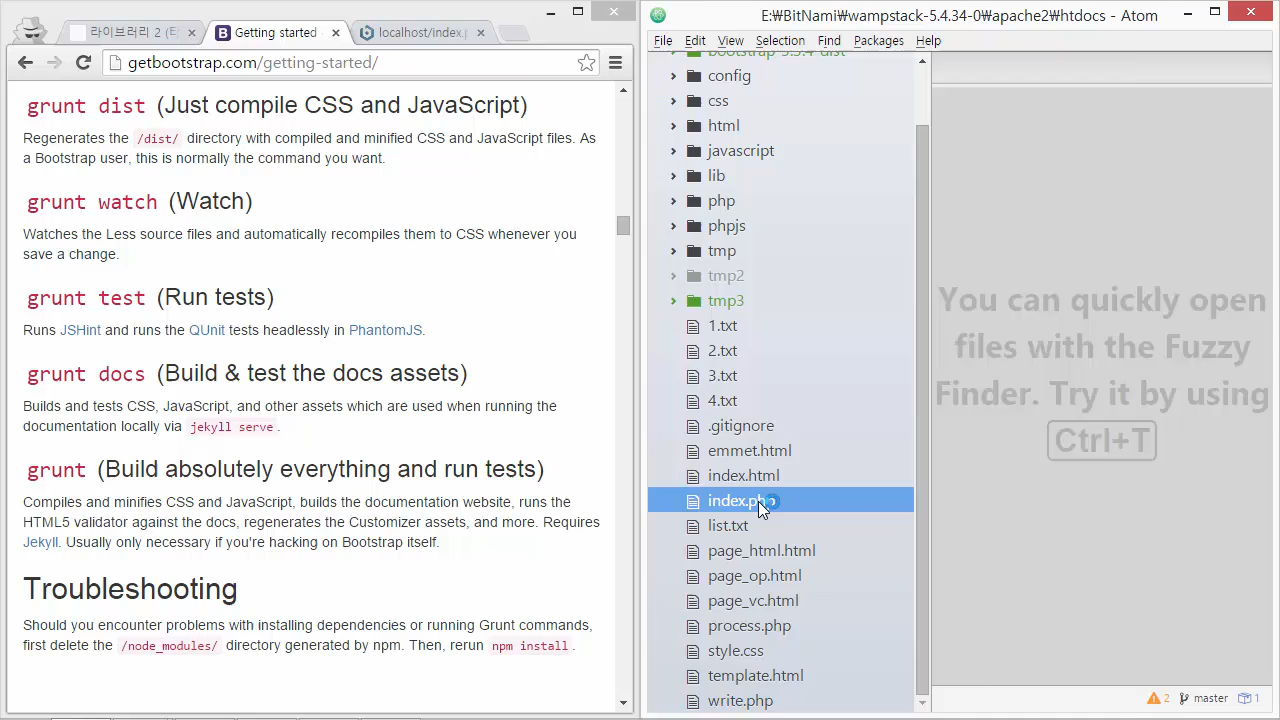 라이브러리 2 (
Getting started
localhost/index.p
getbootstrap.com/getting-started/
grunt dist (Just compile CSS and JavaScript)
Regenerates the /dist/ directory with compiled and minified CSS and JavaScript files. As
a Bootstrap user, this is normally the command you want.
grunt watch (Watch)
Watches the Less source files and automatically recompiles them to CSS whenever you
save a change.
grunt test (Run tests)
Runs JSHint and runs the QUnit tests headlessly in PhantomJS.
grunt docs (Build & test the docs assets)
Builds and tests CSS, JavaScript, and other assets which are used when running the
documentation locally via jekyll serve.
grunt (Build absolutely everything and run tests)
Compiles and minifies CSS and JavaScript, builds the documentation website, runs the
HTML5 validator against the docs, regenerates the Customizer assets, and more. Requires
Jekyll. Usually only necessary if you're hacking on Bootstrap itself.
Troubleshooting
Should you encounter problems with installing dependencies or running Grunt commands,
first delete the /node_modules/ directory generated by npm. Then, rerun npm install.
E:₩BitNami₩wampstack-5.4.34-0₩apache2₩htdocs - Atom
File Edit View Selection Find Packages Help
config
css
html
javascript
lib
php
phpjs
tmp
tmp2
tmp3
1.txt
2.txt
3.txt
4.txt
.gitignore
emmet.html
index.html
index.php
list.txt
page_html.html
page_op.html
page_vc.html
process.php
style.css
template.html
write.php
You can quickly open
files with the Fuzzy
Finder. Try it by using
Ctrl+T
2 master 1